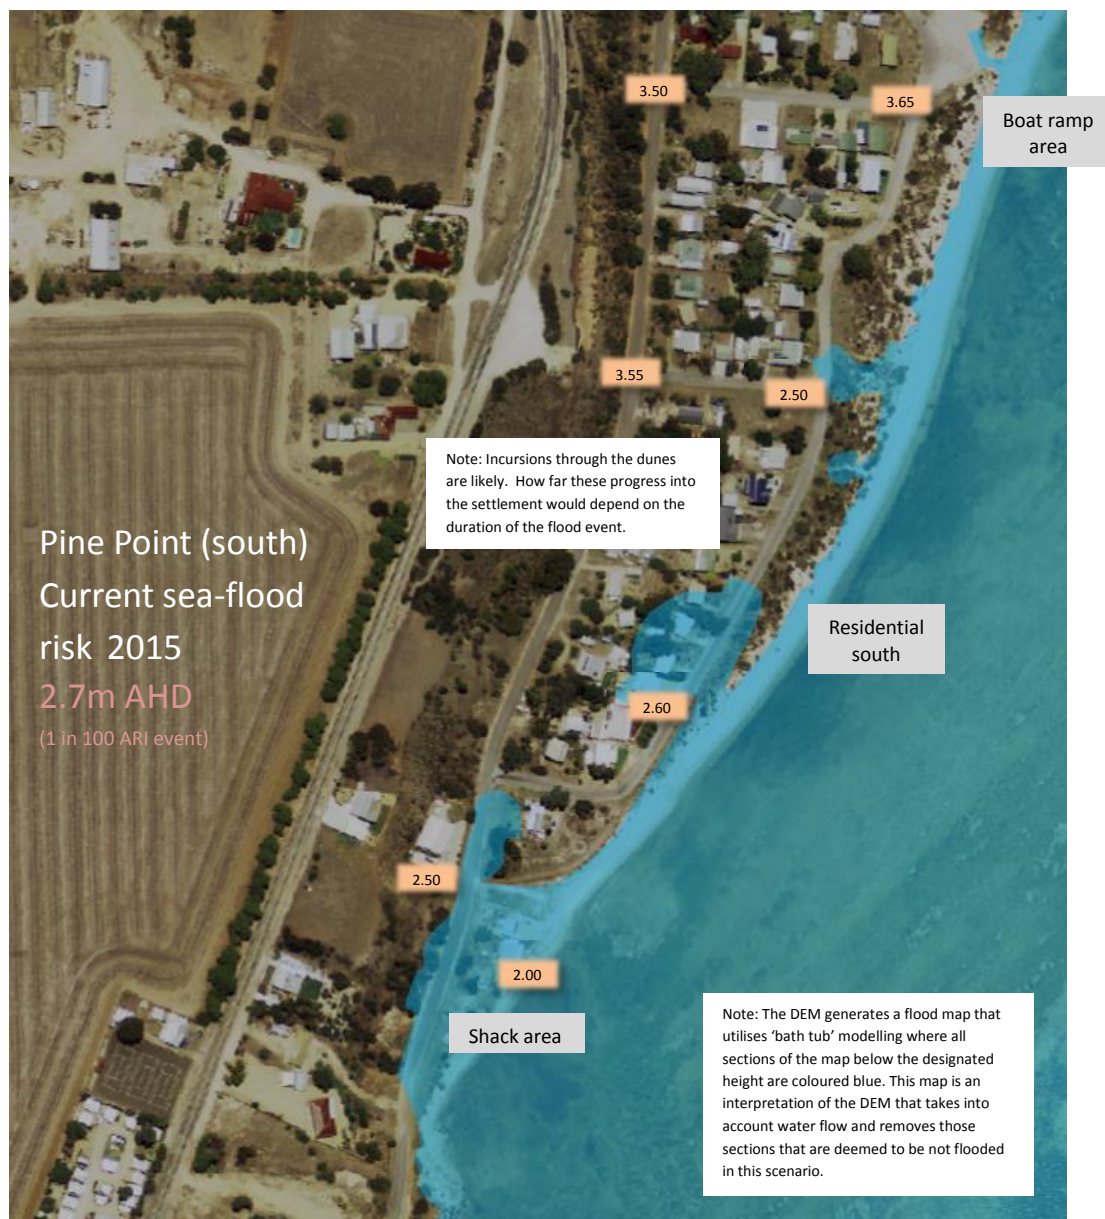 3.50
3.65
Boat ramp
area
3.55
2.50
Note: Incursions through the dunes
are likely.  How far these progress into
the settlement would depend on the
duration of the flood event.
Pine Point (south)
Current sea-flood
risk  2015
2.7m AHD
(1 in 100 ARI event)
Residential
south
2.60
2.50
2.00
Shack area
Note: The DEM generates a flood map that
utilises ‘bath tub’ modelling where all
sections of the map below the designated
height are coloured blue. This map is an
interpretation of the DEM that takes into
account water flow and removes those
sections that are deemed to be not flooded
in this scenario.